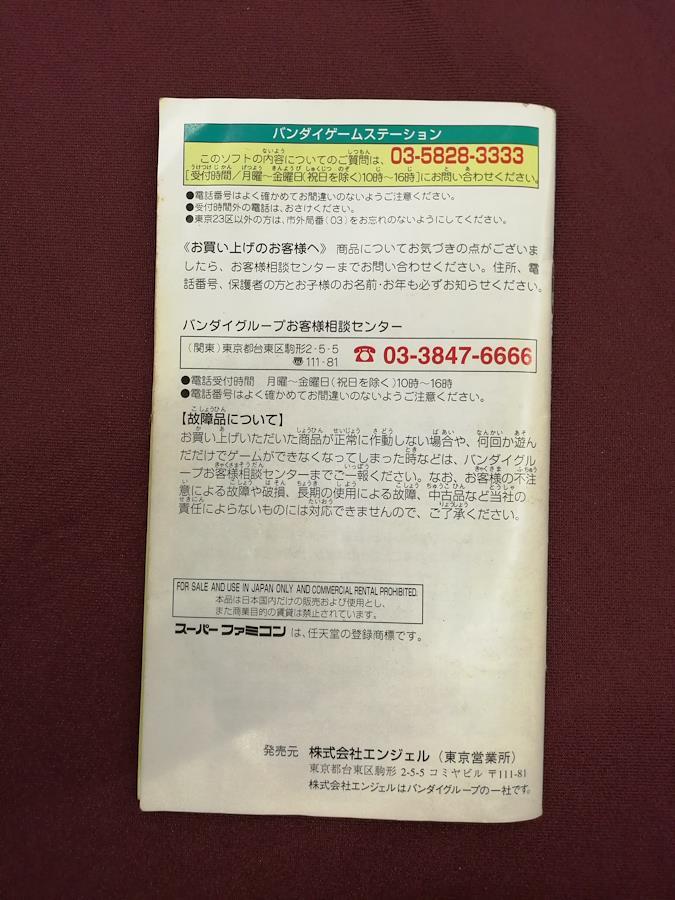 バンダイゲームステーション
このソフトの内容についてのご質問は、03-5828-3333
[受付時間/月曜～金曜日(祝日を除く)10時～16時]にお問い合わせください。
●電話番号はよく確かめてお間違いのないようご注意ください。
●受付時間外の電話は、おさけください。
●東京23区以外の方は、市外局番(03)をお忘れのないようにしてください。
《お買い上げのお客様へ》 商品についてお気づきの点がございま
したら、お客様相談センターまでお問い合わせください。住所、電
話番号、保護者の方とお子様のお名前・お年も必ずお知らせください。
バンダイグループお客様相談センター
(関東)東京都台東区駒形2-5-5
〠111-81
☎ 03-3847-6666
●電話受付時間 月曜～金曜日(祝日を除く)10時～16時
●電話番号はよく確かめてお間違いのないようご注意ください。
【故障品について】
お買い上げいただいた商品が正常に作動しない場合や、何回か遊ん
だだけでゲームができなくなってしまった時などは、バンダイグル
ープお客様相談センターまでご一報ください。なお、お客様の不注
意による故障や破損、長期の使用による故障、中古品など当社の
責任によらないものには対応できませんので、ご了承ください。
FOR SALE AND USE IN JAPAN ONLY AND COMMERCIAL RENTAL PROHIBITED.
本品は日本国内だけの販売および使用とし、
また商業目的の賃貸は禁止されています。
スーパーファミコン は、任天堂の登録商標です。
発売元 株式会社エンジェル (東京営業所)
東京都台東区駒形 2-5-5 コミヤビル 〒111-81
株式会社エンジェルはバンダイグループの一社です。